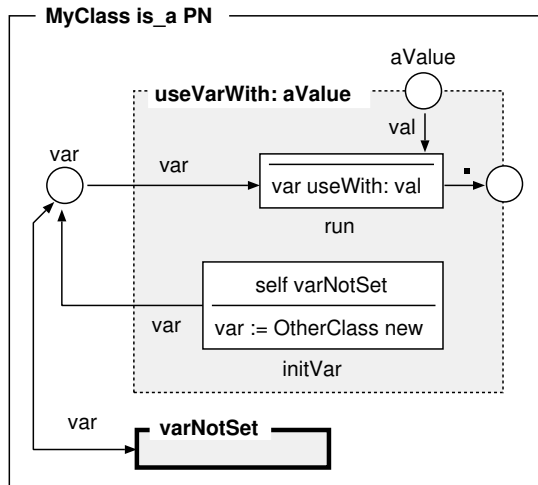 MyClass is_a PN
aValue
useVarWith: aValue
val
var
var
var useWith: val
run
self varNotSet
var
var := OtherClass new
initVar
var
varNotSet